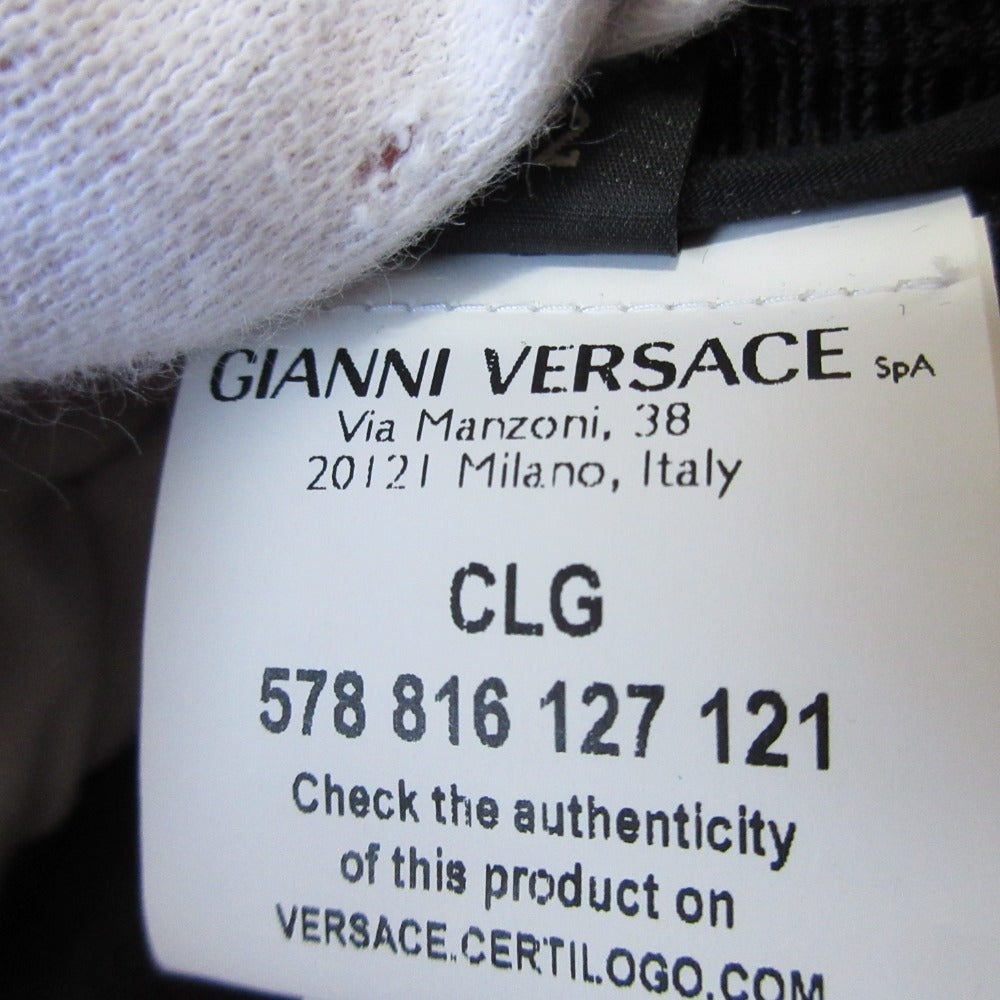 2
GIANNI VERSACE SpA
Via Manzoni, 38
20121 Milano, Italy
CLG
578 816 127 121
Check the authenticity
of this product on
VERSACE.CERTILOGO.COM